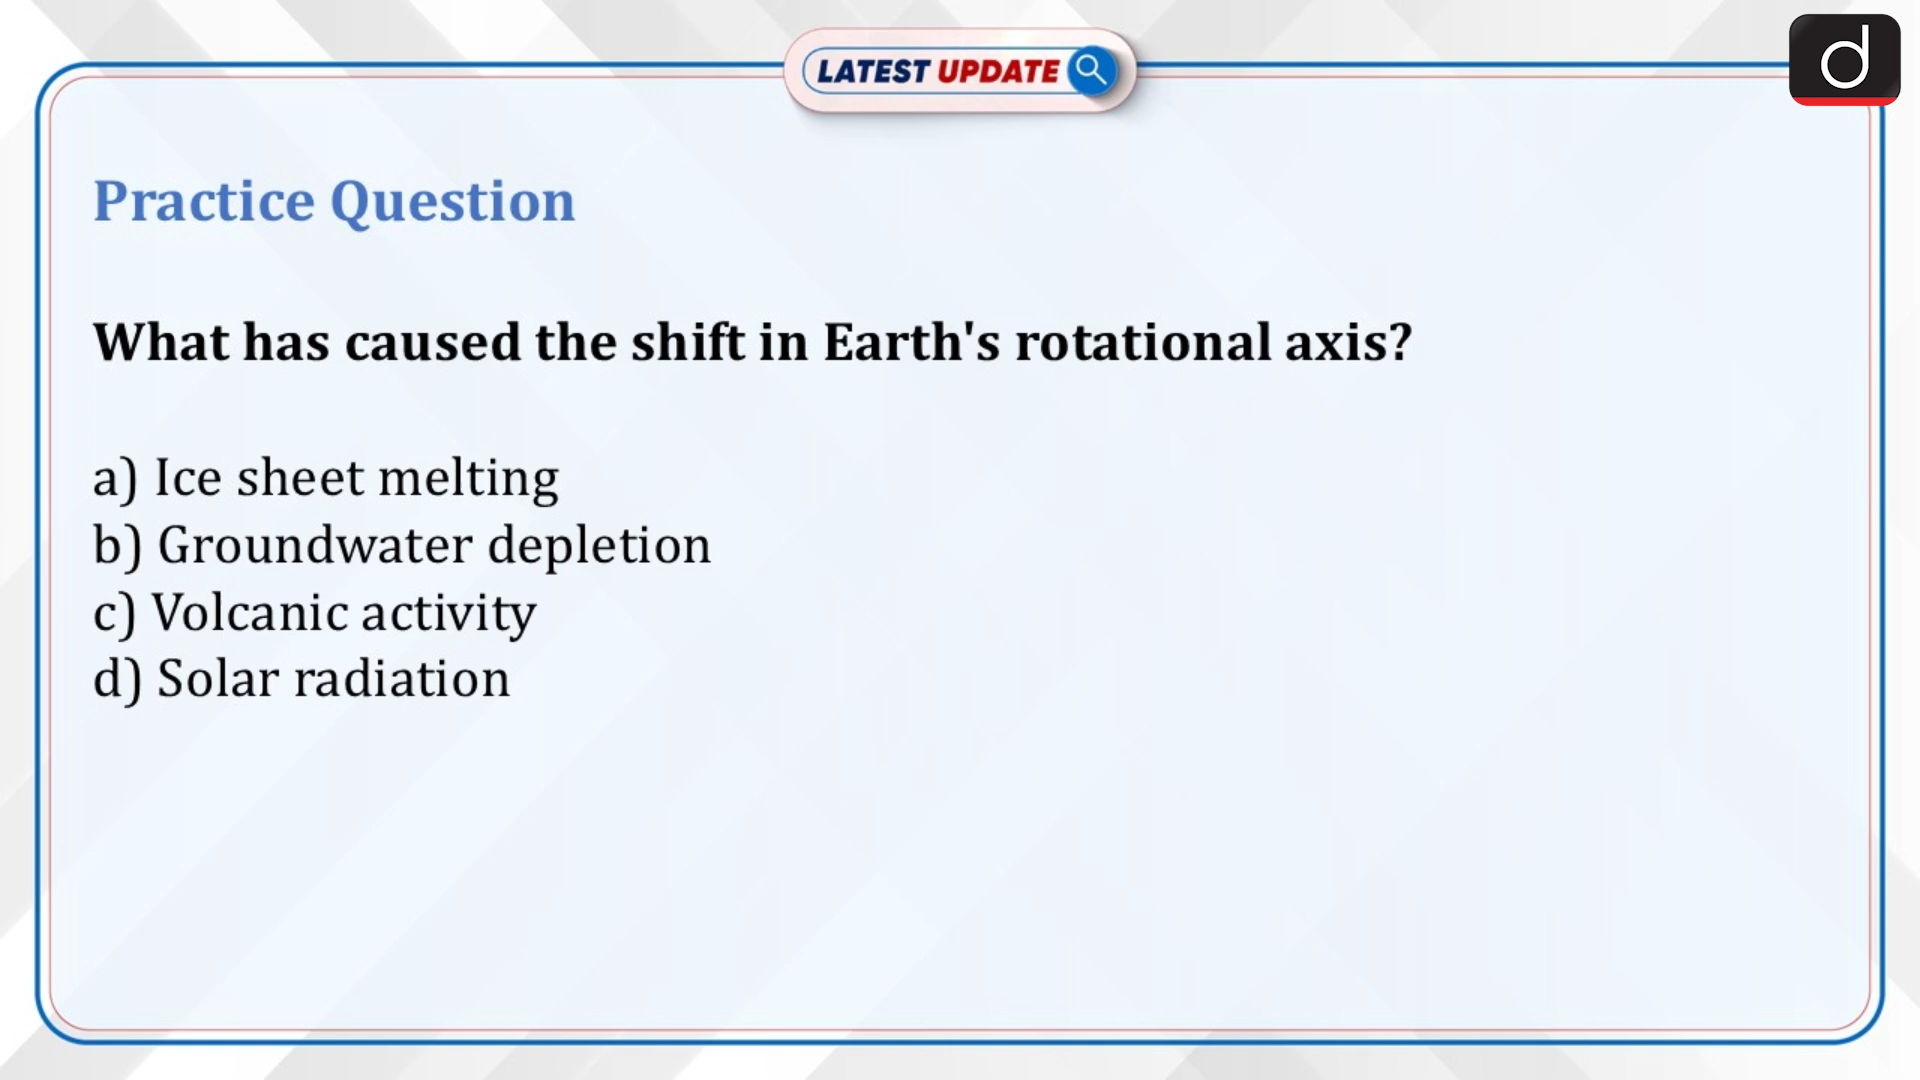 LATEST UPDATE
d
Practice Question
What has caused the shift in Earth's rotational axis?
a) Ice sheet melting
b) Groundwater depletion
c) Volcanic activity
d) Solar radiation